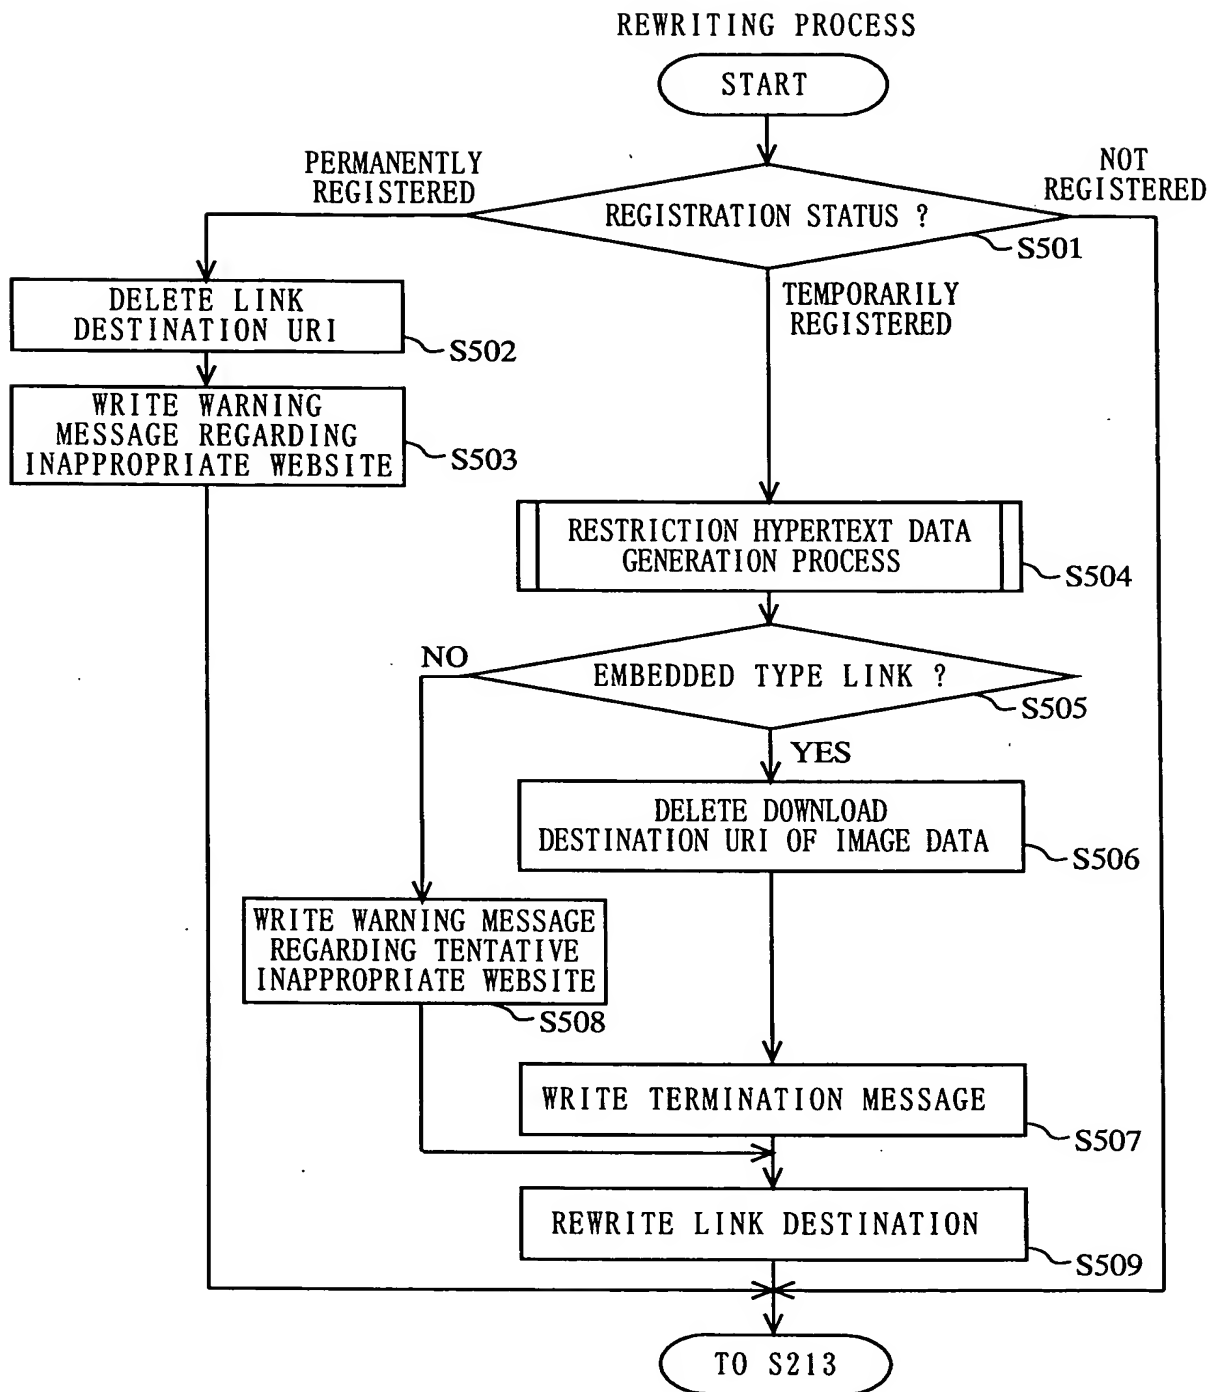 REWRITING PROCESS
START
PERMANENTLY
REGISTERED
NOT
REGISTERED
REGISTRATION STATUS ?
S501
TEMPORARILY
REGISTERED
DELETE LINK
DESTINATION URI
S502
WRITE WARNING
MESSAGE REGARDING
INAPPROPRIATE WEBSITE
S503
RESTRICTION HYPERTEXT DATA
GENERATION PROCESS
S504
NO
EMBEDDED TYPE LINK ?
S505
YES
DELETE DOWNLOAD
DESTINATION URI OF IMAGE DATA
S506
WRITE WARNING MESSAGE
REGARDING TENTATIVE
INAPPROPRIATE WEBSITE
S508
WRITE TERMINATION MESSAGE
S507
REWRITE LINK DESTINATION
S509
TO S213